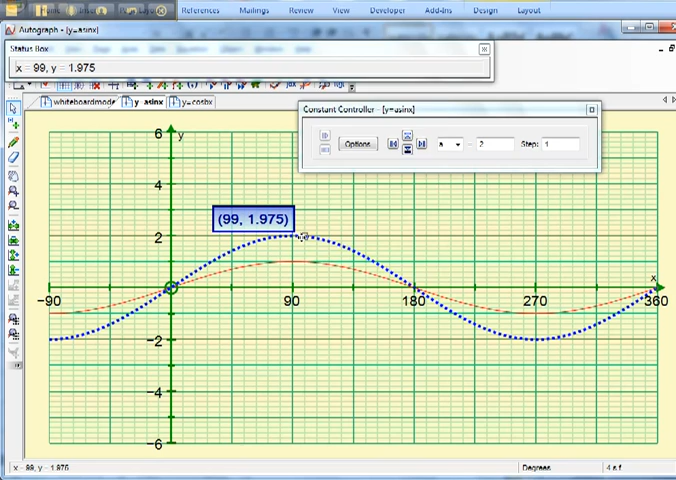 References Mailings Review View Developer Add-Ins Design Layout
Autograph - [y=asinx]
Status Box
x = 99, y = 1.975
whiteboardmode y=asinx y=cosbx
Constant Controller - [y=asinx]
Options a = 2 Step: 1
6
y
4
(99, 1.975)
2
x
-90 90 180 270 360
-2
-4
-6
x = 99, y = 1.975 Degrees 4 s f